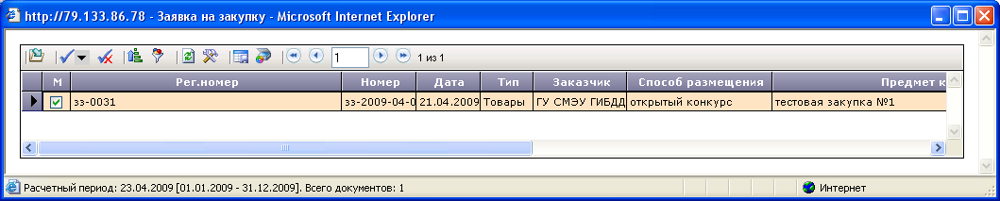 http://79.133.86.78 - Заявка на закупку - Microsoft Internet Explorer
1 1 из 1
М Рег.номер Номер Дата Тип Заказчик Способ размещения Предмет к
зз-0031 зз-2009-04-0 21.04.2009 Товары ГУ СМЭУ ГИБДД открытый конкурс тестовая закупка №1
Расчетный период: 23.04.2009 [01.01.2009 - 31.12.2009]. Всего документов: 1 Интернет